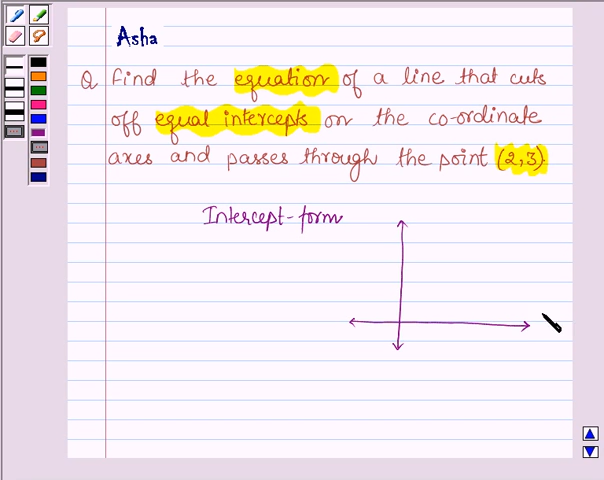 Asha
Q Find the equation of a line that cuts
off equal intercepts on the co-ordinate
axes and passes through the point (2,3).
Intercept-form